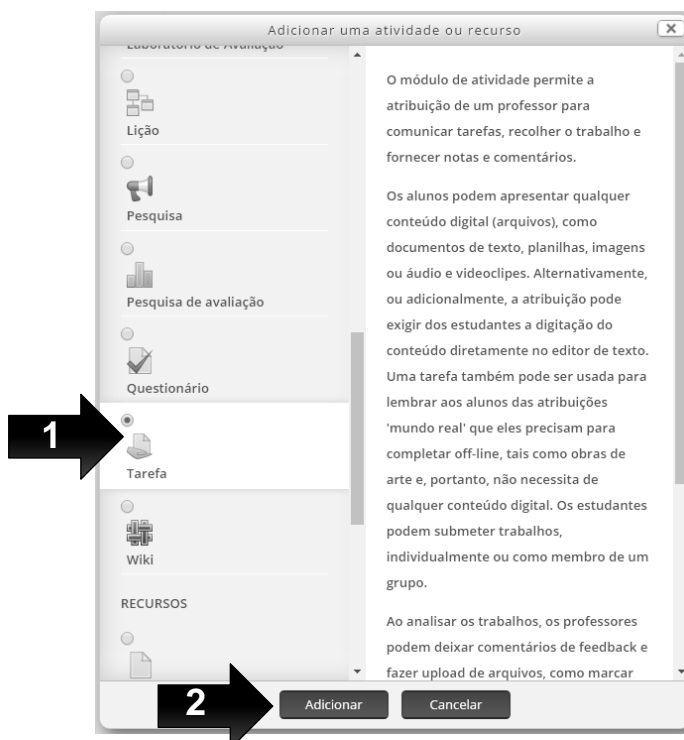 Adicionar uma atividade ou recurso
Laboratório de Avaliação
Lição
Pesquisa
Pesquisa de avaliação
Questionário
1
Tarefa
Wiki
RECURSOS
O módulo de atividade permite a
atribuição de um professor para
comunicar tarefas, recolher o trabalho e
fornecer notas e comentários.
Os alunos podem apresentar qualquer
conteúdo digital (arquivos), como
documentos de texto, planilhas, imagens
ou áudio e videoclipes. Alternativamente,
ou adicionalmente, a atribuição pode
exigir dos estudantes a digitação do
conteúdo diretamente no editor de texto.
Uma tarefa também pode ser usada para
lembrar aos alunos das atribuições
'mundo real' que eles precisam para
completar off-line, tais como obras de
arte e, portanto, não necessita de
qualquer conteúdo digital. Os estudantes
podem submeter trabalhos,
individualmente ou como membro de um
grupo.
Ao analisar os trabalhos, os professores
podem deixar comentários de feedback e
fazer upload de arquivos, como marcar
2
Adicionar
Cancelar